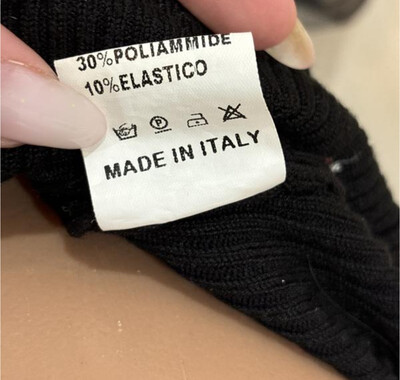 30%POLIAMMIDE
10%ELASTICO
P
MADE IN ITALY